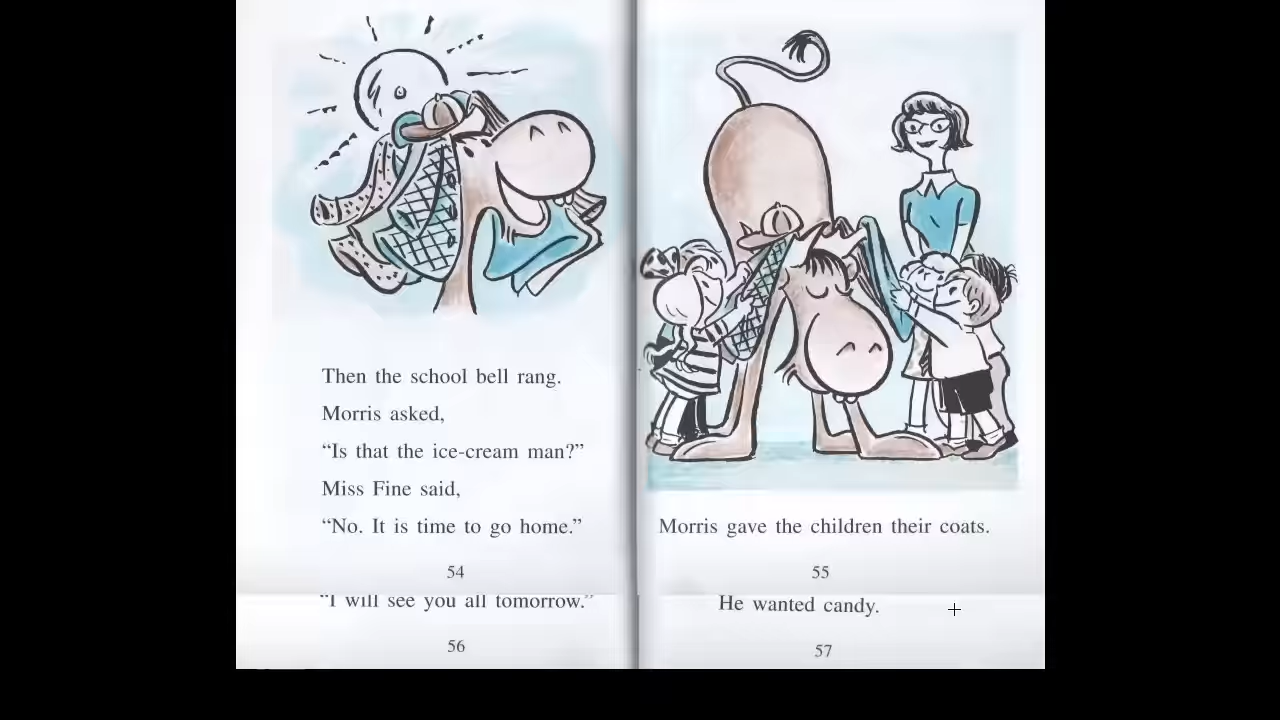 Then the school bell rang.
Morris asked,
“Is that the ice-cream man?”
Miss Fine said,
“No. It is time to go home.”
54
“I will see you all tomorrow.”
56
Morris gave the children their coats.
55
He wanted candy.
57